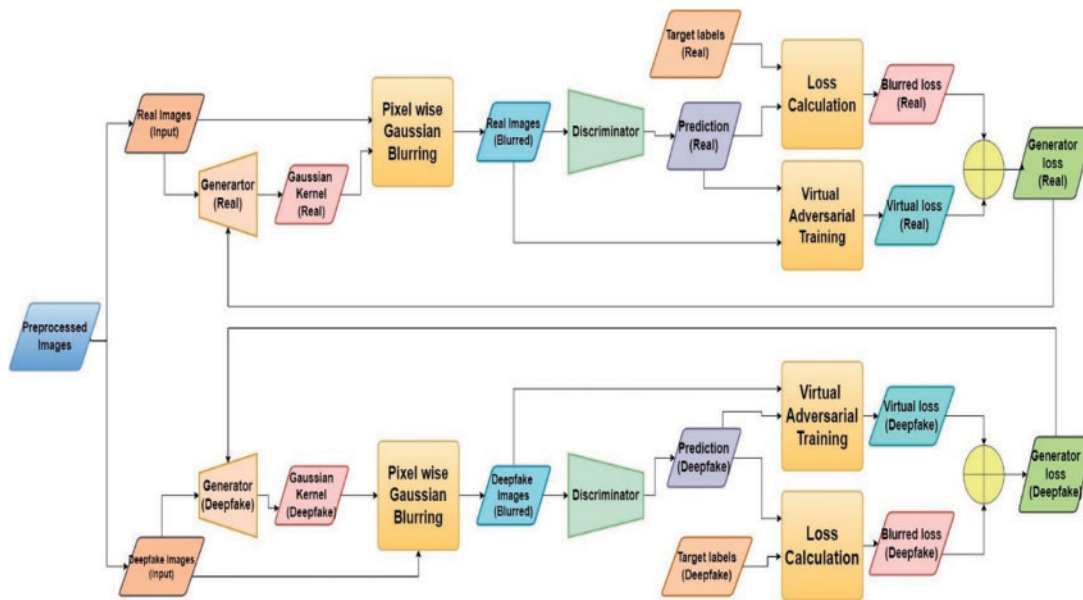 Preprocessed
Images
Real Images
(Input)
Generartor
(Real)
Gaussian
Kernel
(Real)
Pixel wise
Gaussian
Blurring
Real Images
(Blurred)
Discriminator
Prediction
(Real)
Target labels
(Real)
Loss
Calculation
Blurred loss
(Real)
Virtual
Adversarial
Training
Virtual loss
(Real)
Generator
loss
(Real)
Deepfake Images
(Input)
Generator
(Deepfake)
Gaussian
Kernel
(Deepfake)
Pixel wise
Gaussian
Blurring
Deepfake Images
(Blurred)
Discriminator
Prediction
(Deepfake)
Virtual
Adversarial
Training
Virtual loss
(Deepfake)
Target labels
(Deepfake)
Loss
Calculation
Blurred loss
(Deepfake)
Generator
loss
(Deepfake)